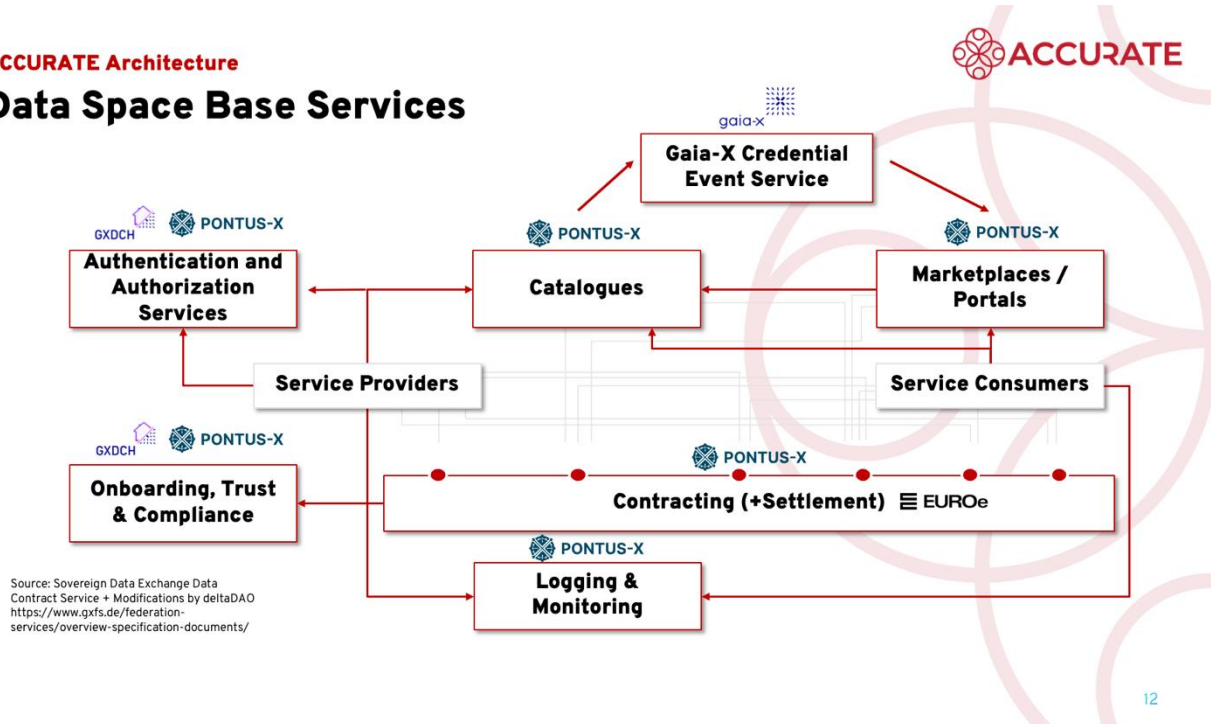 CCURATE Architecture
Data Space Base Services
ACCURATE
gaia-x
Gaia-X Credential
Event Service
GXDCH
PONTUS-X
Authentication and
Authorization
Services
PONTUS-X
Catalogues
PONTUS-X
Marketplaces /
Portals
Service Providers
Service Consumers
GXDCH
PONTUS-X
Onboarding, Trust
& Compliance
PONTUS-X
Contracting (+Settlement) EUROe
PONTUS-X
Logging &
Monitoring
Source: Sovereign Data Exchange Data
Contract Service + Modifications by deltaDAO
https://www.gxfs.de/federation-
services/overview-specification-documents/
12